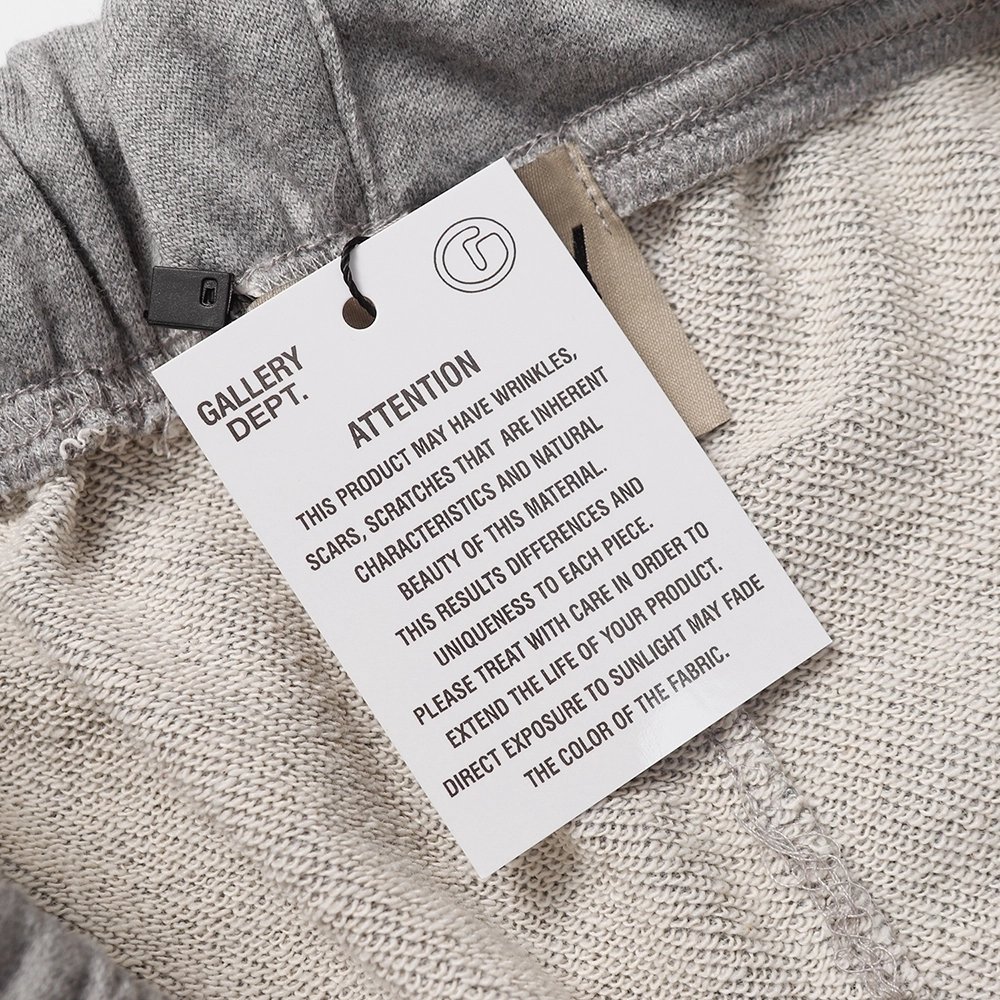 GALLERY
DEPT.
ATTENTION
THIS PRODUCT MAY HAVE WRINKLES,
SCARS, SCRATCHES THAT ARE INHERENT
CHARACTERISTICS AND NATURAL
BEAUTY OF THIS MATERIAL.
THIS RESULTS DIFFERENCES AND
UNIQUENESS TO EACH PIECE.
PLEASE TREAT WITH CARE IN ORDER TO
EXTEND THE LIFE OF YOUR PRODUCT.
DIRECT EXPOSURE TO SUNLIGHT MAY FADE
THE COLOR OF THE FABRIC.